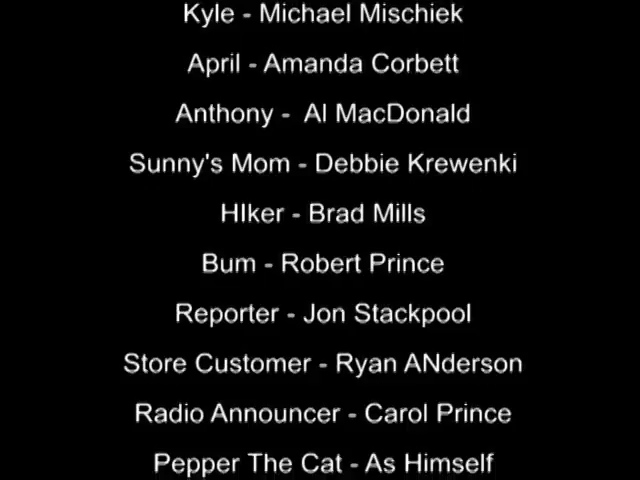 Kyle - Michael Mischiek
April - Amanda Corbett
Anthony -  Al MacDonald
Sunny's Mom - Debbie Krewenki
HIker - Brad Mills
Bum - Robert Prince
Reporter - Jon Stackpool
Store Customer - Ryan ANderson
Radio Announcer - Carol Prince
Pepper The Cat - As Himself